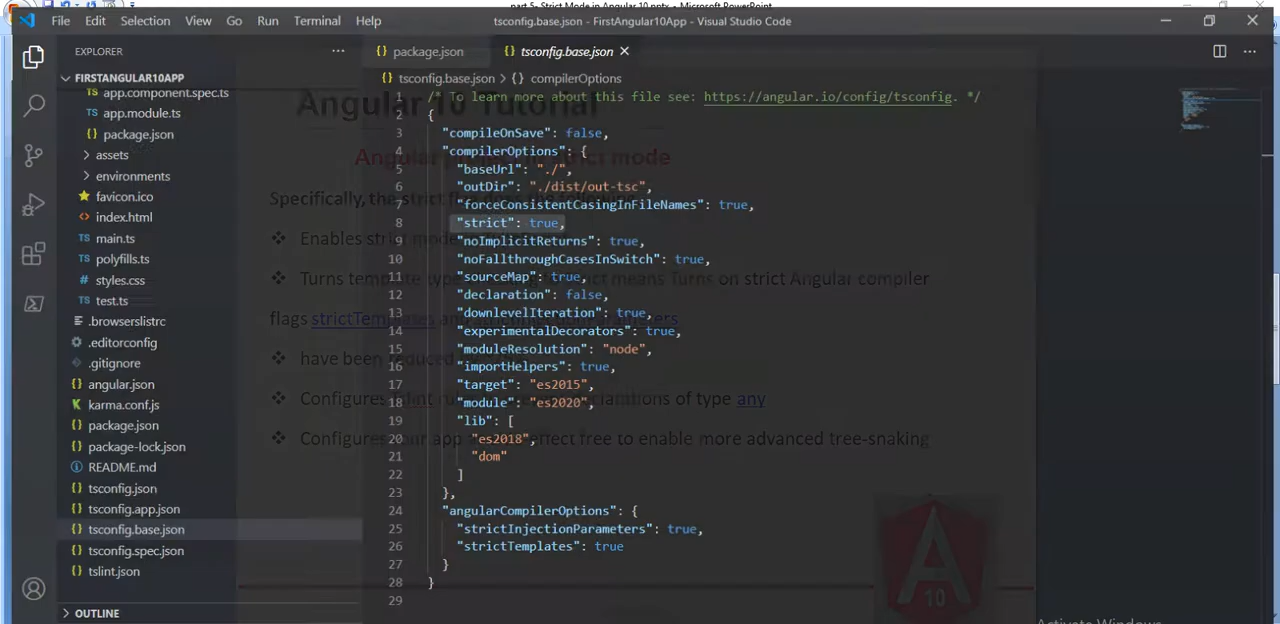 part 5- Strict Mode in Angular 10.pptx - Microsoft PowerPoint
File Edit Selection View Go Run Terminal Help
tsconfig.base.json - FirstAngular10App - Visual Studio Code
EXPLORER
FIRSTANGULAR10APP
app.component.spec.ts
app.module.ts
package.json
assets
environments
favicon.ico
index.html
main.ts
polyfills.ts
styles.css
test.ts
.browserslistrc
.editorconfig
.gitignore
angular.json
karma.conf.js
package.json
package-lock.json
README.md
tsconfig.json
tsconfig.app.json
tsconfig.base.json
tsconfig.spec.json
tslint.json
OUTLINE
package.json tsconfig.base.json
tsconfig.base.json > {} compilerOptions
1 /* To learn more about this file see: https://angular.io/config/tsconfig. */
2 {
3 "compileOnSave": false,
4 "compilerOptions": {
5 "baseUrl": "./",
6 "outDir": "./dist/out-tsc",
7 "forceConsistentCasingInFileNames": true,
8 "strict": true,
9 "noImplicitReturns": true,
10 "noFallthroughCasesInSwitch": true,
11 "sourceMap": true,
12 "declaration": false,
13 "downlevelIteration": true,
14 "experimentalDecorators": true,
15 "moduleResolution": "node",
16 "importHelpers": true,
17 "target": "es2015",
18 "module": "es2020",
19 "lib": [
20 "es2018",
21 "dom"
22 ]
23 },
24 "angularCompilerOptions": {
25 "strictInjectionParameters": true,
26 "strictTemplates": true
27 }
28 }
29
Angular 10 Tutorial
Angular project in strict mode
Specifically, the strict
Enables strict mode
Turns template type means Turns on strict Angular compiler
flags strictTemplates and
have been reduced
Configures declarations of type any
Configures your app effect free to enable more advanced tree-snaking
10
Activate Windows